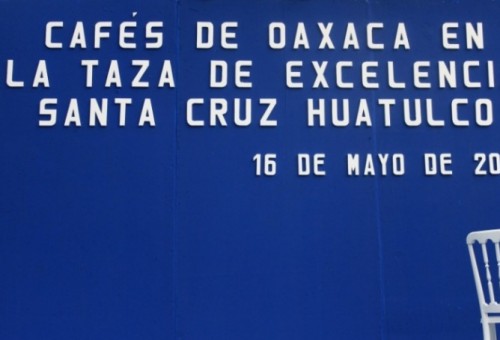 CAFÉS DE OAXACA EN
LA TAZA DE EXCELENCI
SANTA CRUZ HUATULCO
16 DE MAYO DE 20